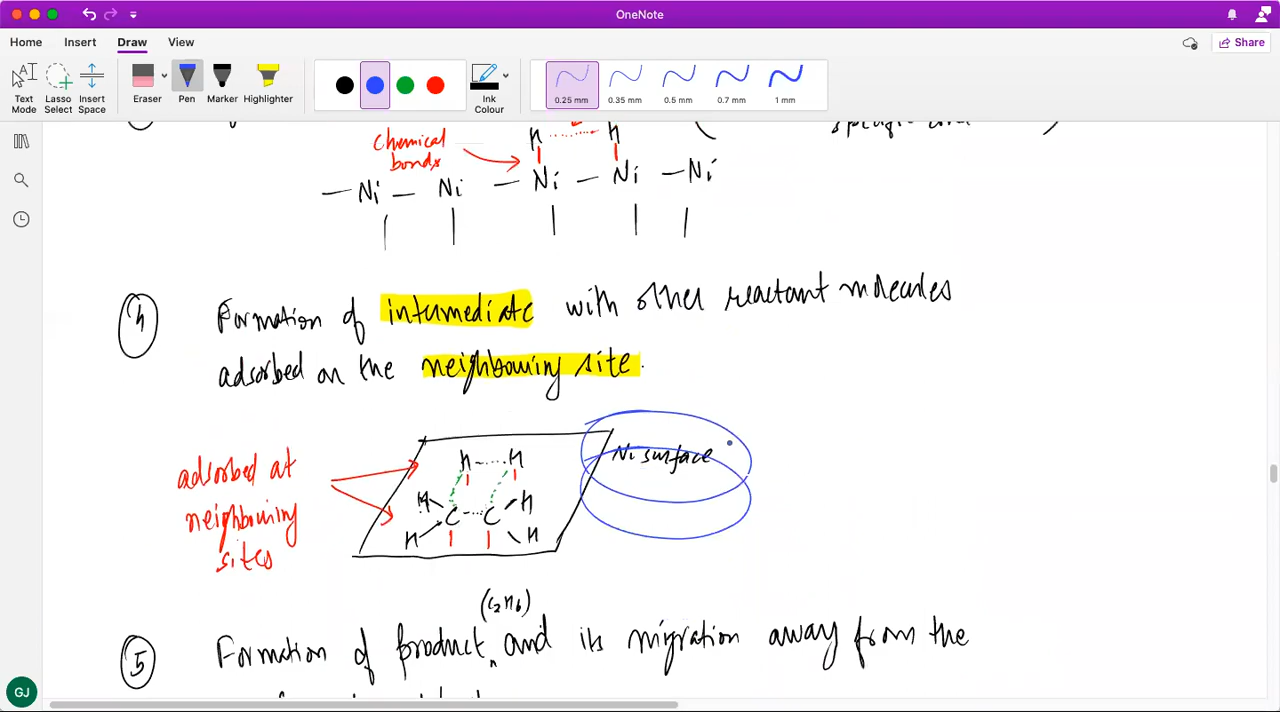 OneNote
Home Insert Draw View
Share
Text Mode
Lasso Select
Insert Space
Eraser
Pen
Marker
Highlighter
Ink Colour
0.25 mm
0.35 mm
0.5 mm
0.7 mm
1 mm
chemical bonds
H H
Ni Ni Ni Ni Ni
4 Formation of intermediate with other reactant molecules
adsorbed on the neighbouring site.
adsorbed at
neighbouring
sites
Ni surface
H H
H C C H
H H
(C2H6)
5 Formation of product and its migration away from the
GJ